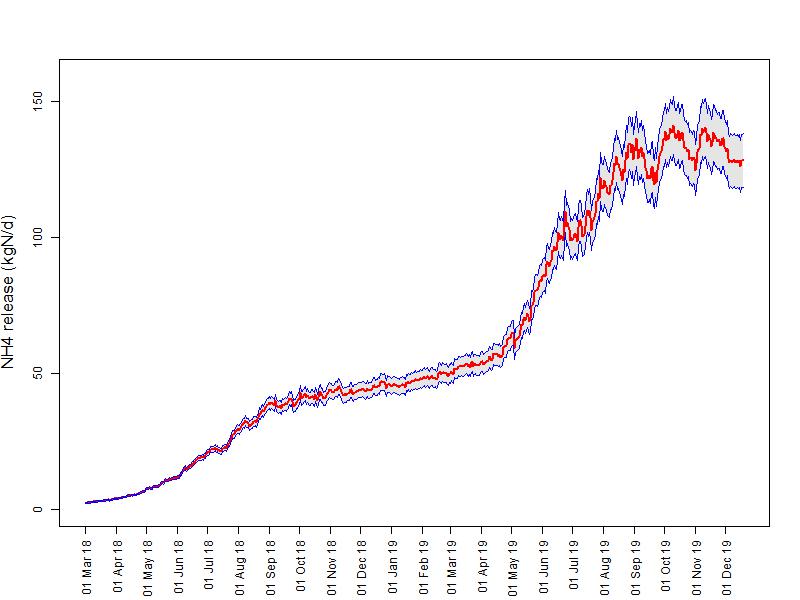 NH4 release (kgN/d)
150
100
50
0
01 Mar 18
01 Apr 18
01 May 18
01 Jun 18
01 Jul 18
01 Aug 18
01 Sep 18
01 Oct 18
01 Nov 18
01 Dec 18
01 Jan 19
01 Feb 19
01 Mar 19
01 Apr 19
01 May 19
01 Jun 19
01 Jul 19
01 Aug 19
01 Sep 19
01 Oct 19
01 Nov 19
01 Dec 19